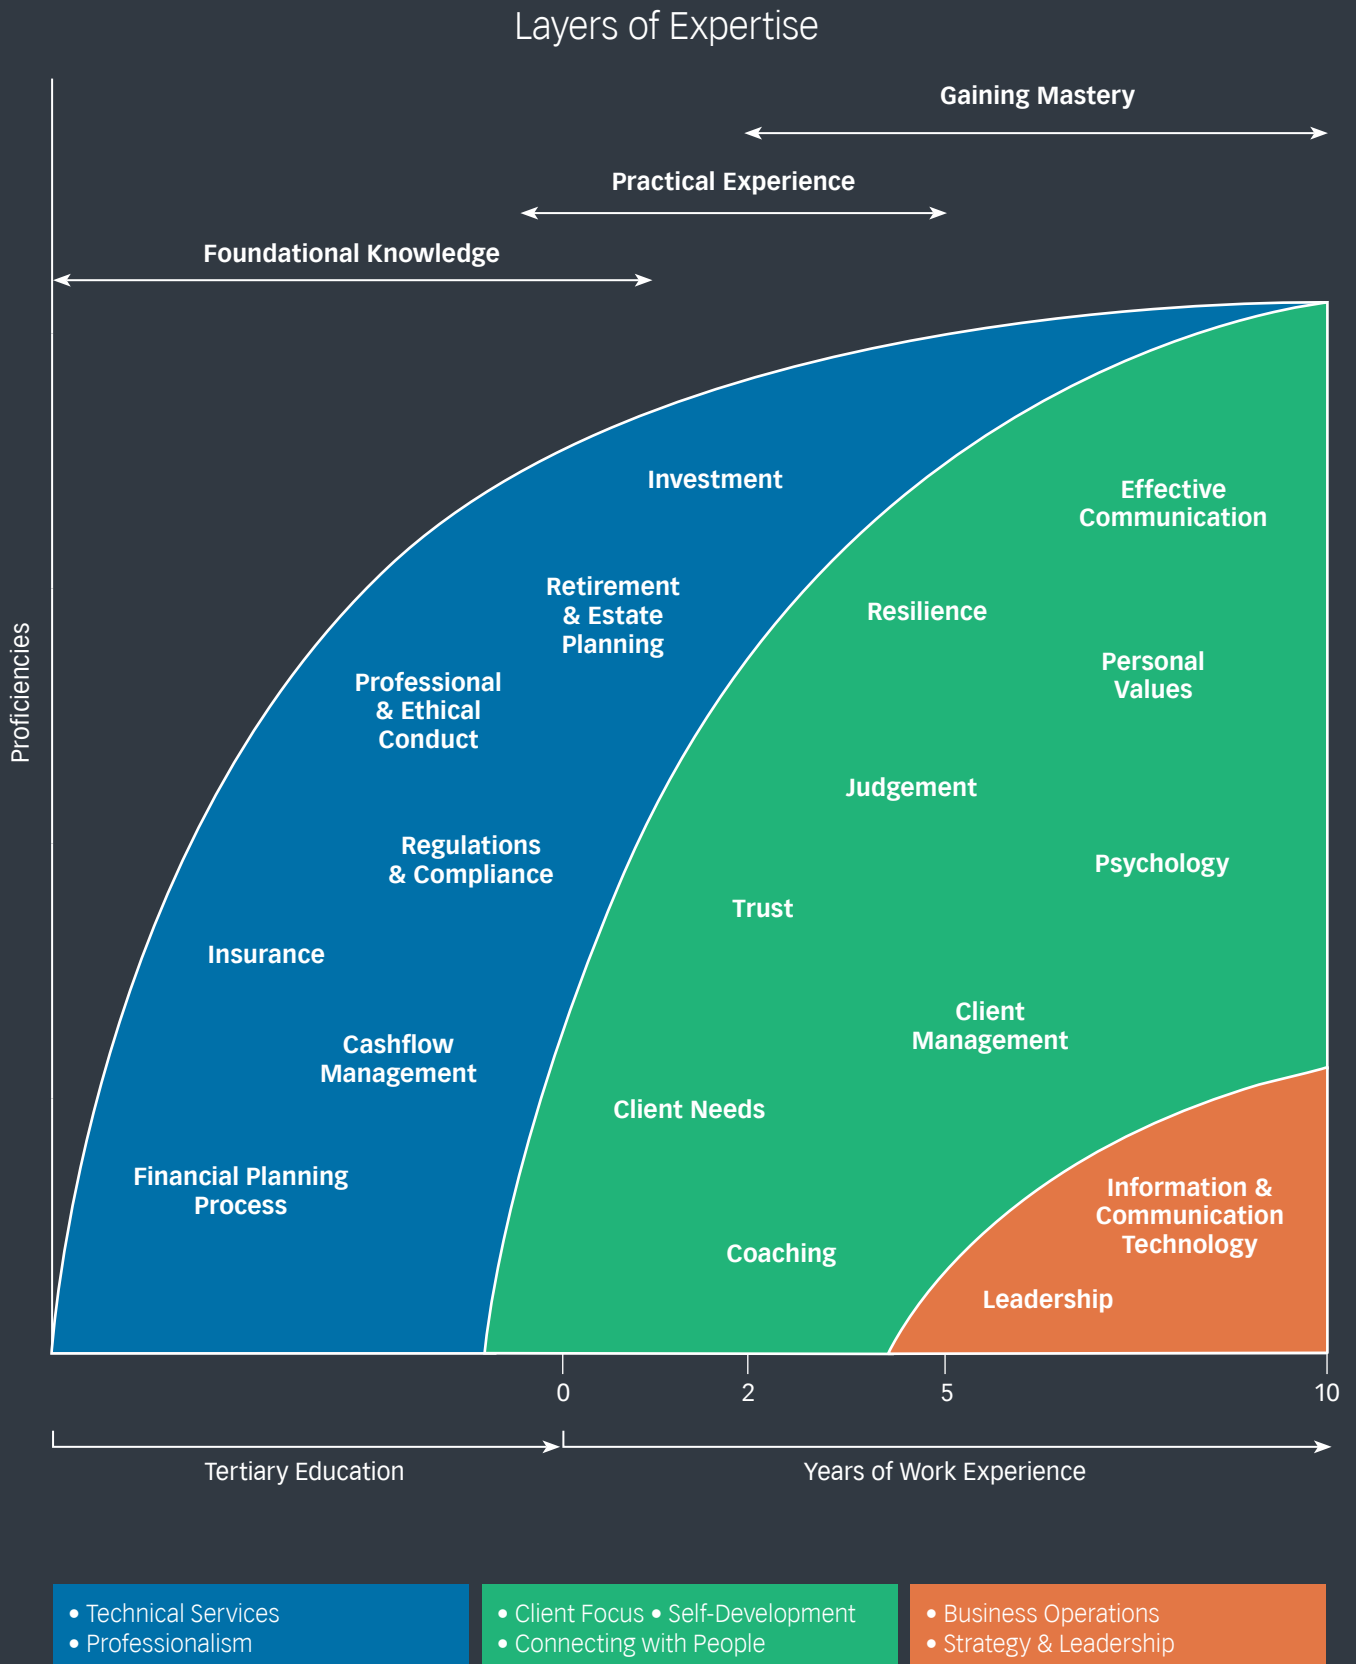 Layers of Expertise
Gaining Mastery
Practical Experience
Foundational Knowledge
Proficiencies
Investment
Effective
Communication
Retirement
& Estate
Planning
Resilience
Personal
Values
Professional
& Ethical
Conduct
Judgement
Regulations
& Compliance
Psychology
Trust
Insurance
Client
Management
Cashflow
Management
Client Needs
Financial Planning
Process
Information &
Communication
Technology
Coaching
Leadership
0 2 5 10
Tertiary Education
Years of Work Experience
• Technical Services
• Professionalism
• Client Focus • Self-Development
• Connecting with People
• Business Operations
• Strategy & Leadership